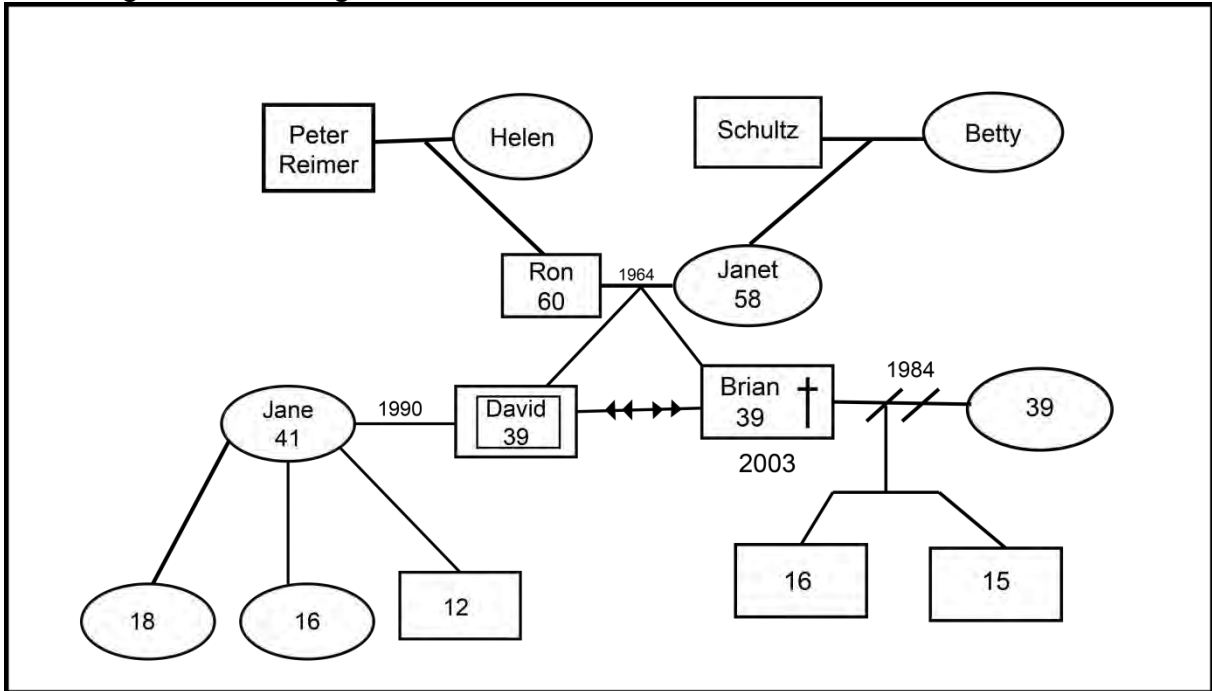 Peter
Reimer
Helen
Schultz
Betty
Ron
60
1964
Janet
58
Jane
41
1990
David
39
Brian
39
2003
1984
39
18
16
12
16
15